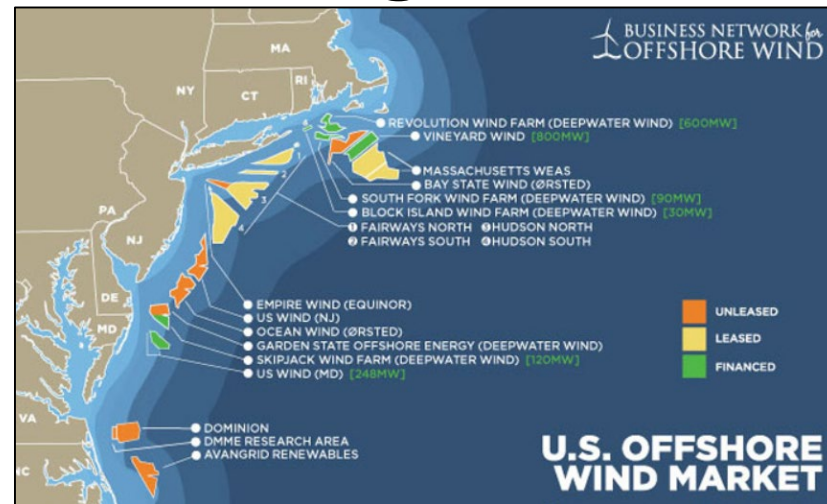 BUSINESS NETWORK for
OFFSHORE WIND
MA
NY
CT
RI
PA
NJ
DE
MD
VA
NC
REVOLUTION WIND FARM (DEEPWATER WIND) [600MW]
VINEYARD WIND [800MW]
MASSACHUSETTS WEAS
BAY STATE WIND (ØRSTED)
SOUTH FORK WIND FARM (DEEPWATER WIND) [90MW]
BLOCK ISLAND WIND FARM (DEEPWATER WIND) [30MW]
1 FAIRWAYS NORTH 3 HUDSON NORTH
2 FAIRWAYS SOUTH 4 HUDSON SOUTH
1
2
3
4
EMPIRE WIND (EQUINOR)
US WIND (NJ)
OCEAN WIND (ØRSTED)
GARDEN STATE OFFSHORE ENERGY (DEEPWATER WIND)
SKIPJACK WIND FARM (DEEPWATER WIND) [120MW]
US WIND (MD) [248MW]
UNLEASED
LEASED
FINANCED
DOMINION
DMME RESEARCH AREA
AVANGRID RENEWABLES
U.S. OFFSHORE
WIND MARKET